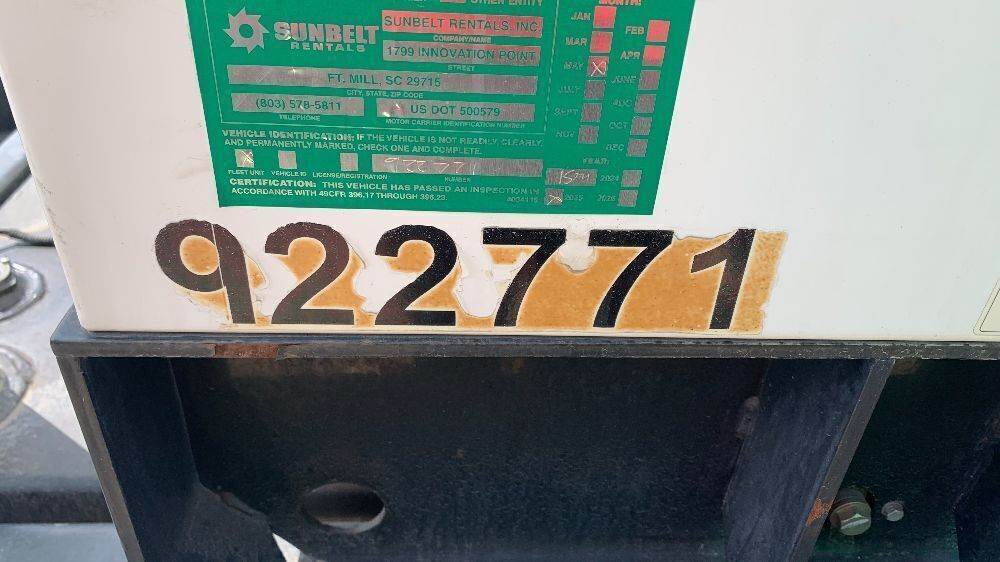 OTHER ENTITY
MONTH:
SUNBELT
RENTALS
SUNBELT RENTALS, INC.
COMPANY/NAME
1799 INNOVATION POINT
STREET
FT. MILL, SC 29715
CITY, STATE, ZIP CODE
(803) 578-5811
TELEPHONE
US DOT 500579
MOTOR CARRIER IDENTIFICATION NUMBER
JAN
FEB
MAR
APR
MAY X
JUNE
JULY
AUG
SEPT
OCT
NOV
DEC
VEHICLE IDENTIFICATION: IF THE VEHICLE IS NOT READILY, CLEARLY,
AND PERMANENTLY MARKED, CHECK ONE AND COMPLETE.
X 922771
FLEET UNIT VEHICLE ID LICENSE/REGISTRATION NUMBER
YEAR:
15th 2024
CERTIFICATION: THIS VEHICLE HAS PASSED AN INSPECTION IN
ACCORDANCE WITH 49CFR 396.17 THROUGH 396.23.
X 2025 2026
922771